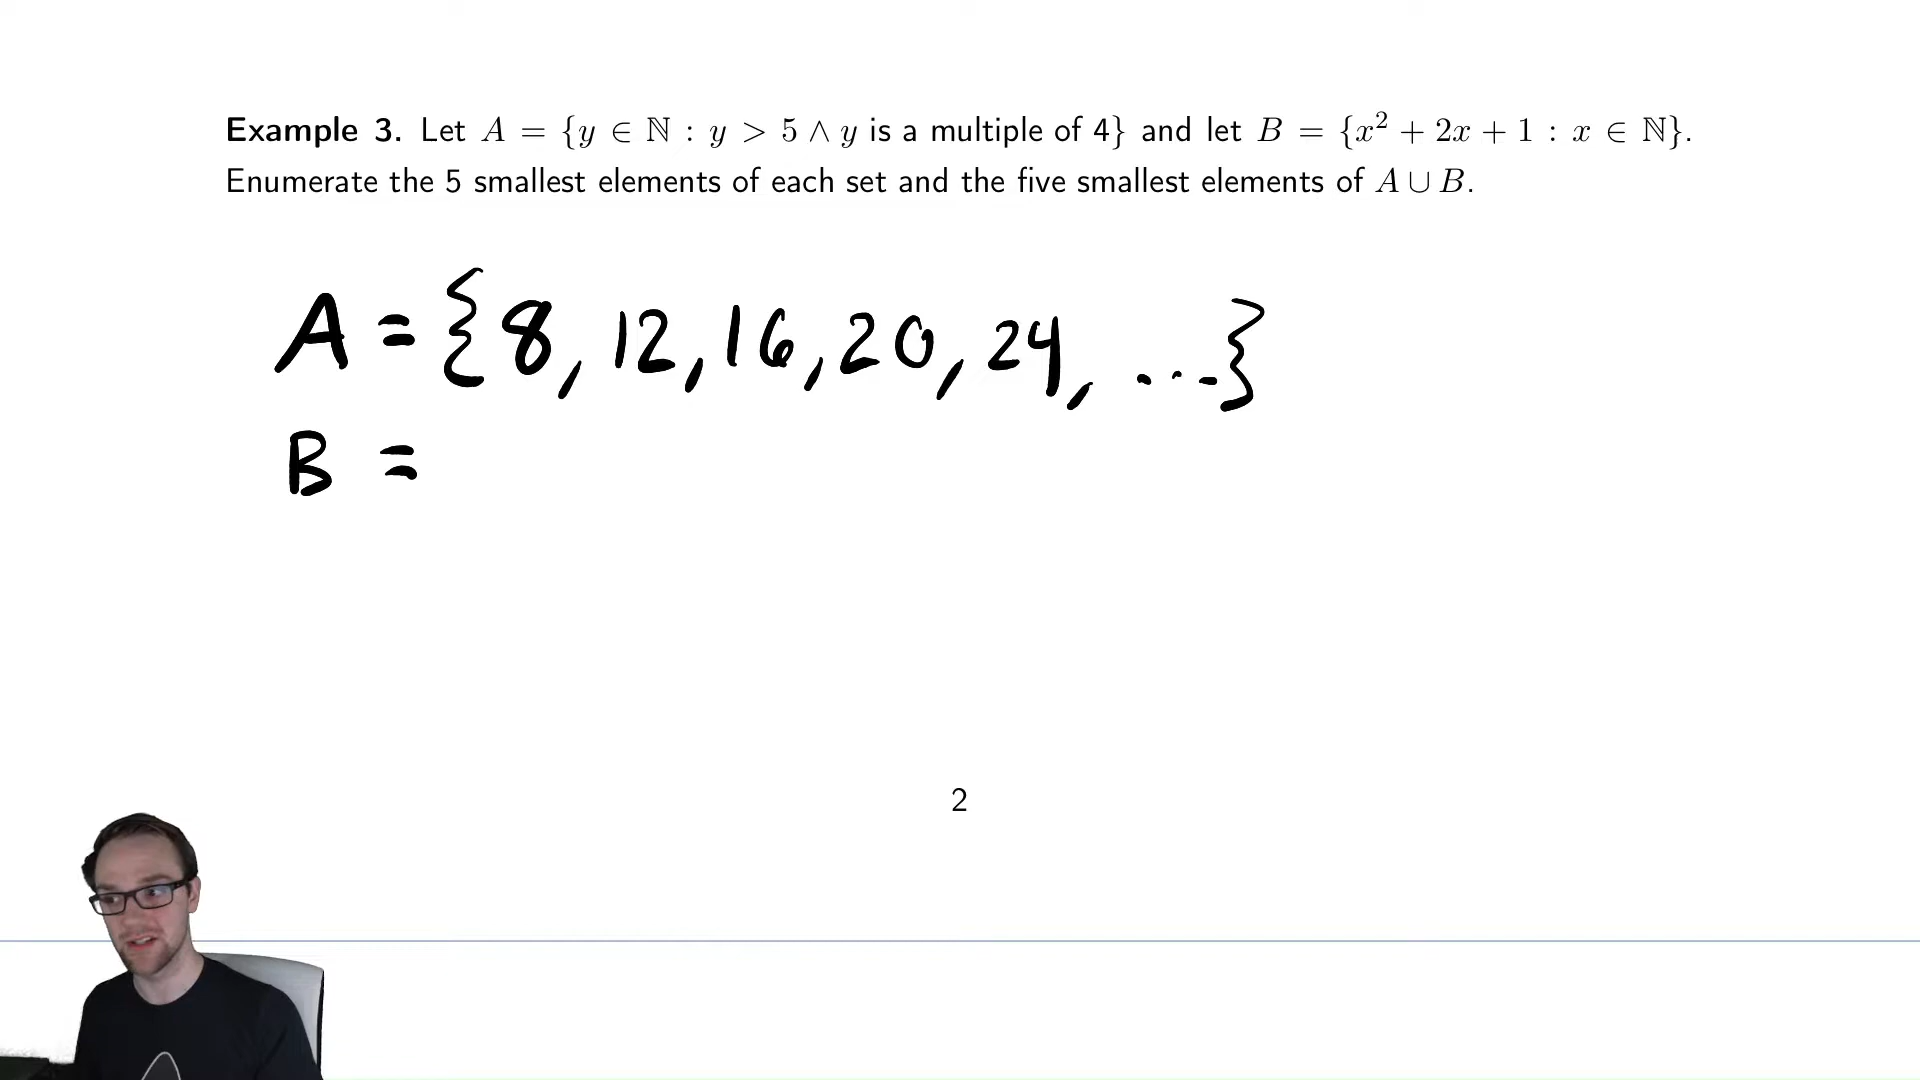 Example 3. Let A = {y ∈ ℕ : y > 5 ∧ y is a multiple of 4} and let B = {x² + 2x + 1 : x ∈ ℕ}.
Enumerate the 5 smallest elements of each set and the five smallest elements of A ∪ B.
A = {8, 12, 16, 20, 24, ...}
B =
2